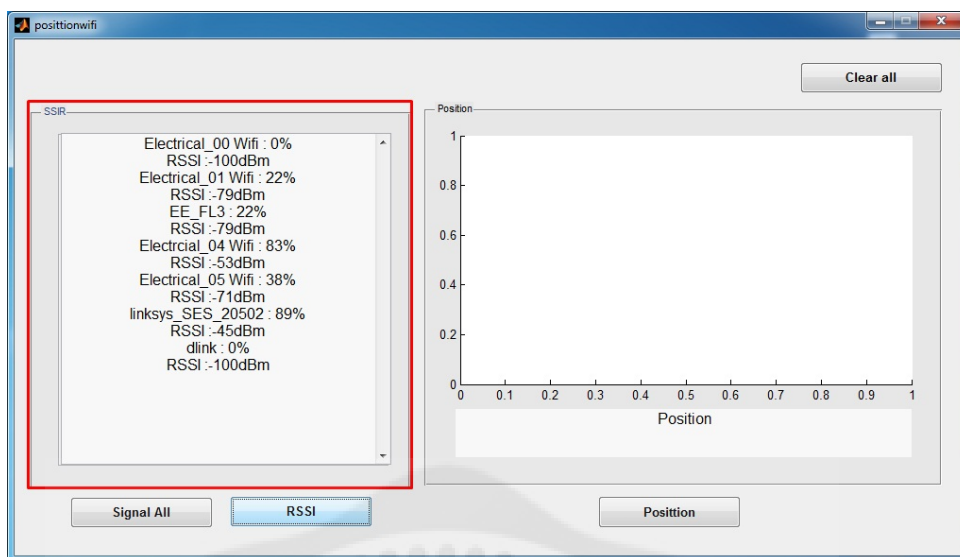 posittionwifi
Clear all
SSIR
Electrical_00 Wifi : 0%
RSSI :-100dBm
Electrical_01 Wifi : 22%
RSSI :-79dBm
EE_FL3 : 22%
RSSI :-79dBm
Electrcial_04 Wifi : 83%
RSSI :-53dBm
Electrical_05 Wifi : 38%
RSSI :-71dBm
linksys_SES_20502 : 89%
RSSI :-45dBm
dlink : 0%
RSSI :-100dBm
Signal All
RSSI
Position
1
0.8
0.6
0.4
0.2
0
0 0.1 0.2 0.3 0.4 0.5 0.6 0.7 0.8 0.9 1
Position
Posittion